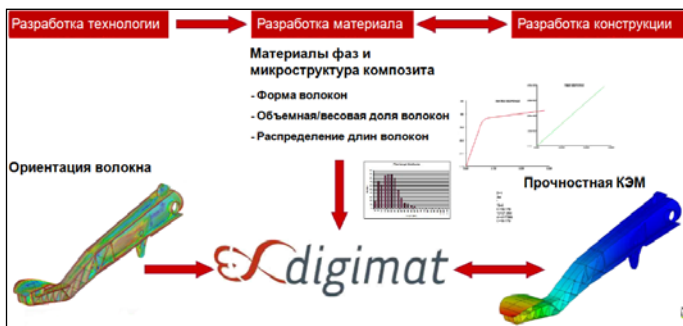 Разработка технологии
Разработка материала
Разработка конструкции
Материалы фаз и
микроструктура композита
- Форма волокон
- Объемная/весовая доля волокон
- Распределение длин волокон
Ориентация волокна
Прочностная КЭМ
digimat